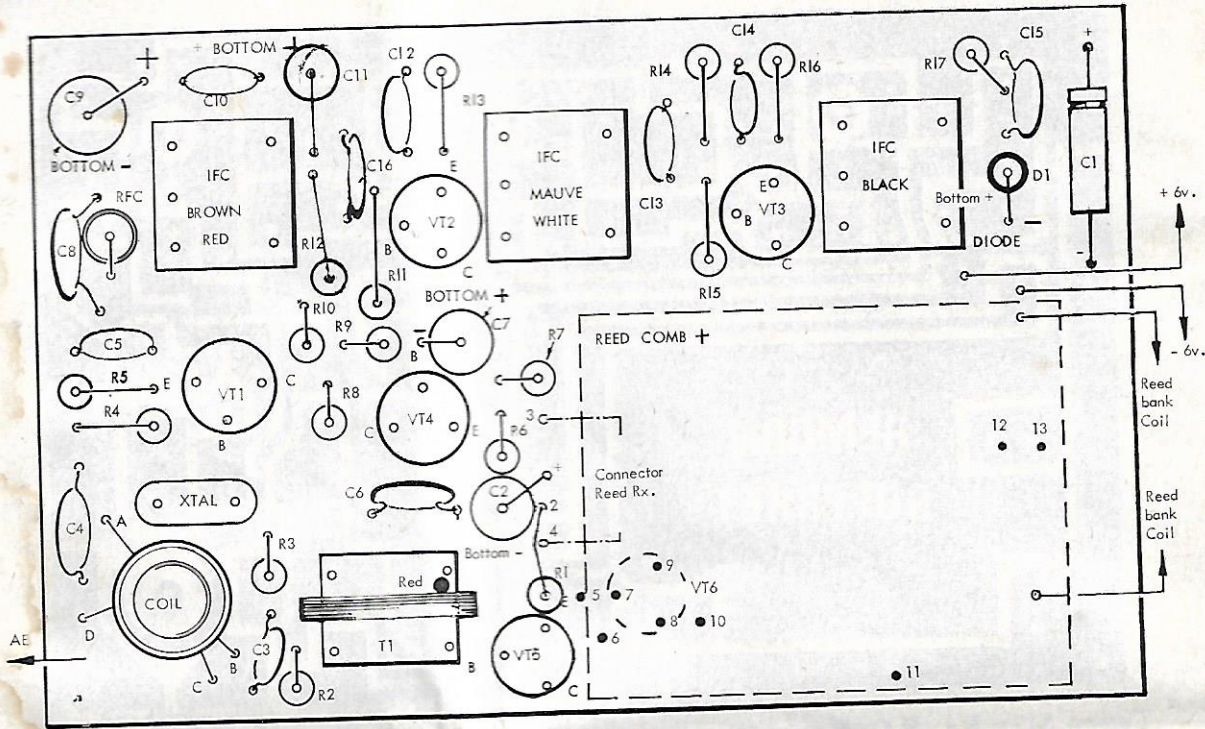 + BOTTOM +
+
C9
BOTTOM -
C10
C11
C12
R13
C14
R14
R16
R17
C15
+
IFC
BROWN
RED
C16
E
VT2
B
C
IFC
MAUVE
WHITE
C13
E
B
VT3
C
R15
IFC
BLACK
Bottom +
D1
-
DIODE
C1
-
+ 6v.
- 6v.
RFC
C8
R12
R11
R10
R9
BOTTOM +
-
B
C7
R7
REED COMB +
C5
R5
E
R4
VT1
C
B
R8
C
VT4
E
R6
3
Connector
Reed Rx.
12
13
Reed
bank
Coil
Reed
bank
Coil
XTAL
C4
A
C6
C2
+
2
4
Bottom -
R3
COIL
Red
R1
E
5
7
9
VT6
8
10
6
11
D
AE
B
C
C3
R2
T1
B
VT5
C